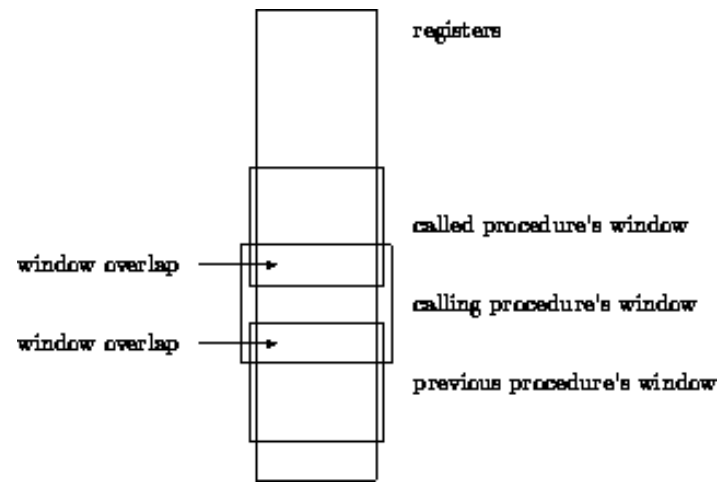 registers
called procedure's window
window overlap
calling procedure's window
window overlap
previous procedure's window